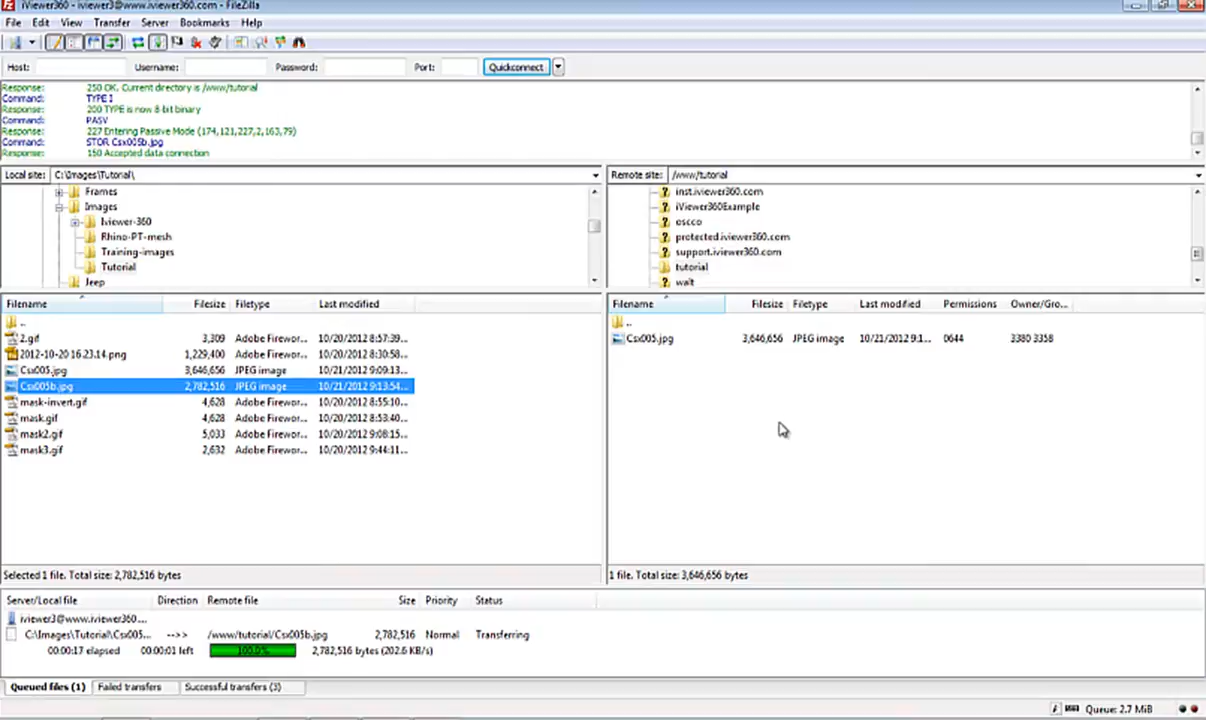 iViewer360 - iviewer3@www.iviewer360.com - FileZilla
File Edit View Transfer Server Bookmarks Help
Host: Username: Password: Port: Quickconnect
Response: 250 OK. Current directory is /www/tutorial
Command: TYPE I
Response: 200 TYPE is now 8-bit binary
Command: PASV
Response: 227 Entering Passive Mode (174,121,227,2,163,79)
Command: STOR Csx005b.jpg
Response: 150 Accepted data connection
Local site: C:\Images\Tutorial\
Frames
Images
Iviewer-360
Rhino-PT-mesh
Training-images
Tutorial
Jeep
Remote site: /www/tutorial
inst.iviewer360.com
iViewer360Example
oscco
protected.iviewer360.com
support.iviewer360.com
tutorial
walt
Filename Filesize Filetype Last modified
..
2.gif 3,309 Adobe Firewor... 10/20/2012 8:57:39...
2012-10-20 16.23.14.png 1,229,400 Adobe Firewor... 10/20/2012 8:30:58...
Csx005.jpg 3,646,656 JPEG image 10/21/2012 9:09:13...
Csx005b.jpg 2,782,516 JPEG image 10/21/2012 9:13:54...
mask-invert.gif 4,628 Adobe Firewor... 10/20/2012 8:55:10...
mask.gif 4,628 Adobe Firewor... 10/20/2012 8:53:40...
mask2.gif 5,033 Adobe Firewor... 10/20/2012 9:08:15...
mask3.gif 2,632 Adobe Firewor... 10/20/2012 9:44:11...
Selected 1 file. Total size: 2,782,516 bytes
Filename Filesize Filetype Last modified Permissions Owner/Gro...
..
Csx005.jpg 3,646,656 JPEG image 10/21/2012 9:1... 0644 3380 3358
1 file. Total size: 3,646,656 bytes
Server/Local file Direction Remote file Size Priority Status
iviewer3@www.iviewer360....
C:\Images\Tutorial\Csx005... -->> /www/tutorial/Csx005b.jpg 2,782,516 Normal Transferring
00:00:17 elapsed 00:00:01 left 100.0% 2,782,516 bytes (202.6 KB/s)
Queued files (1) Failed transfers Successful transfers (3)
Queue: 2.7 MiB